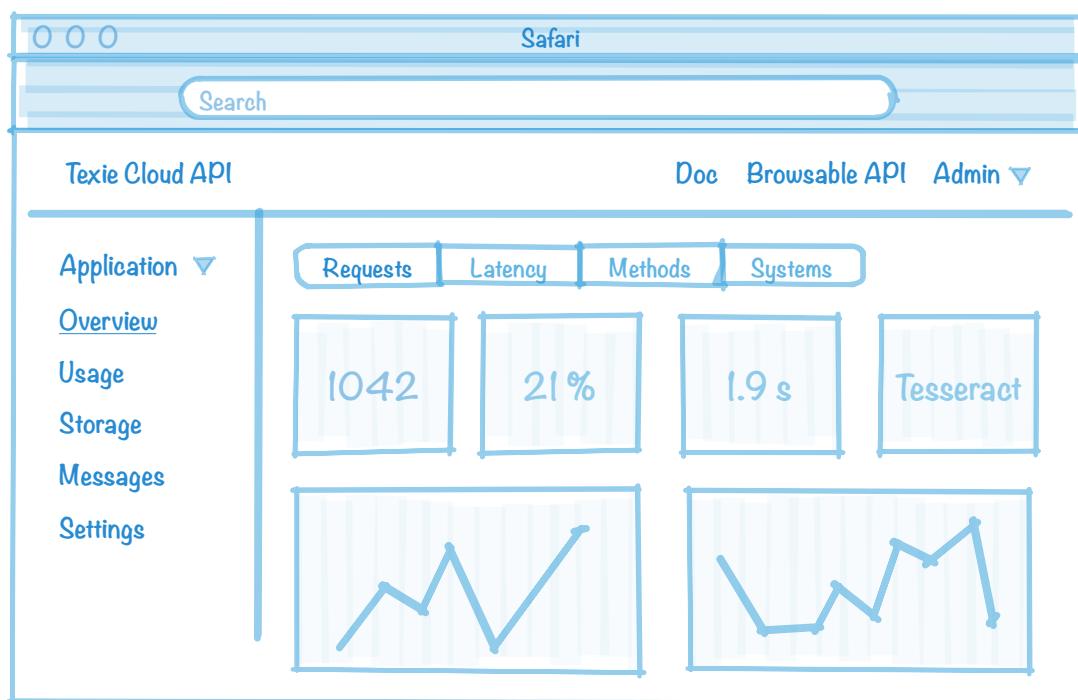 Safari
Search
Texie Cloud API
Doc Browsable API Admin
Application
Overview
Usage
Storage
Messages
Settings
Requests Latency Methods Systems
1042 21% 1.9 s Tesseract